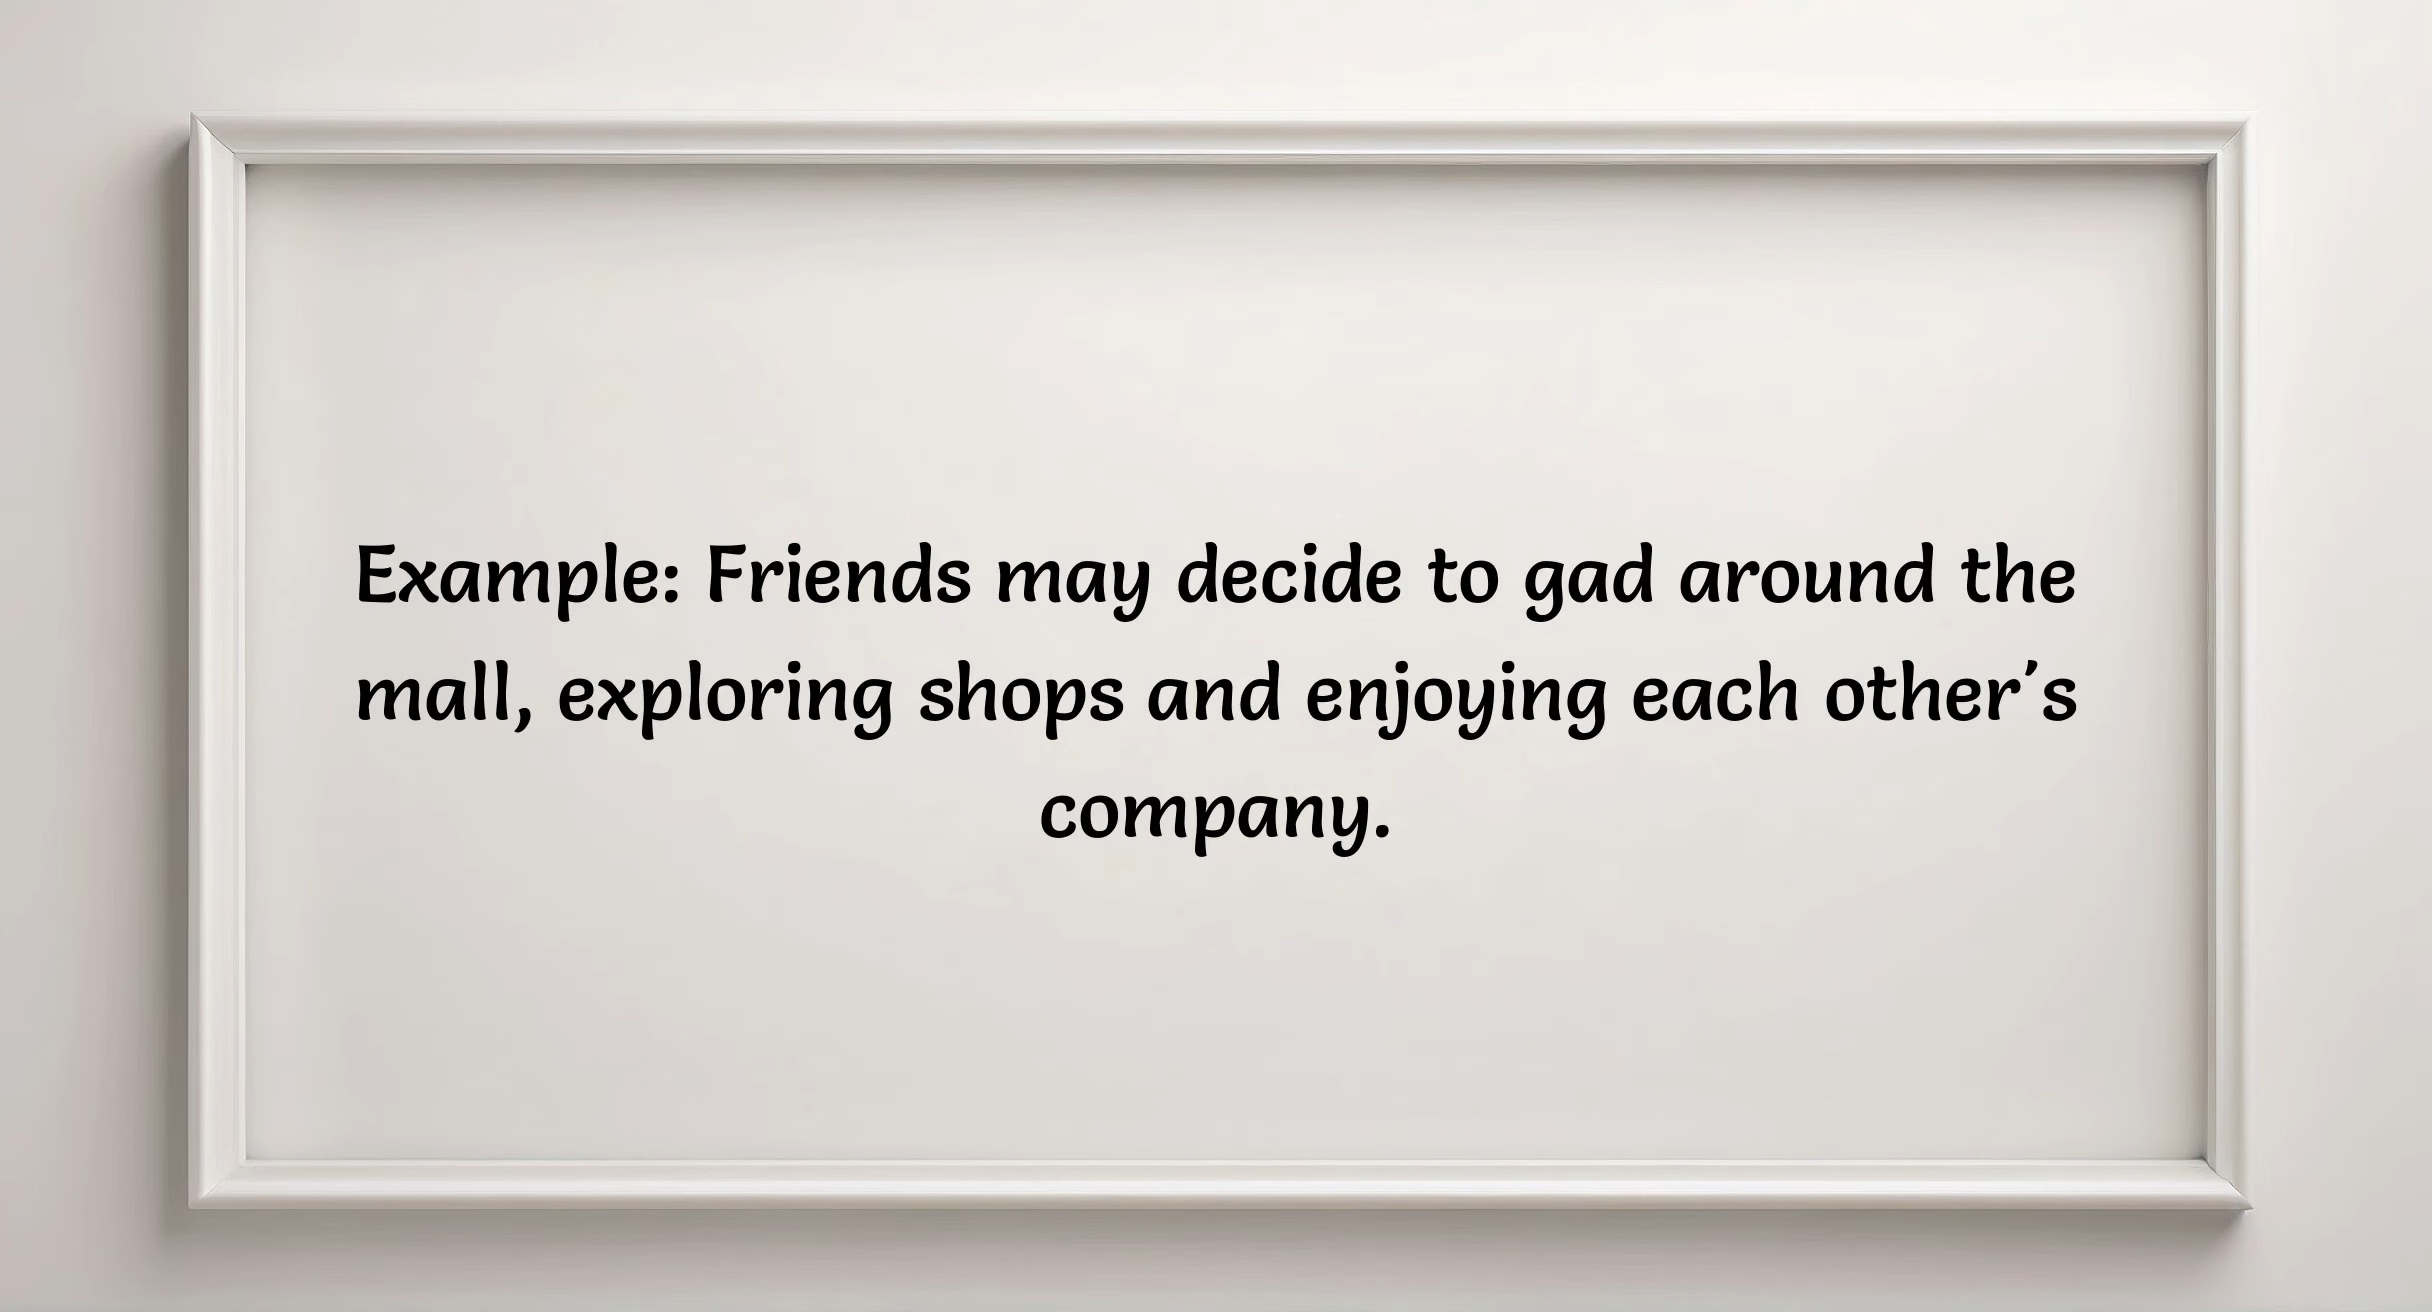 Example: Friends may decide to gad around the
mall, exploring shops and enjoying each other's
company.